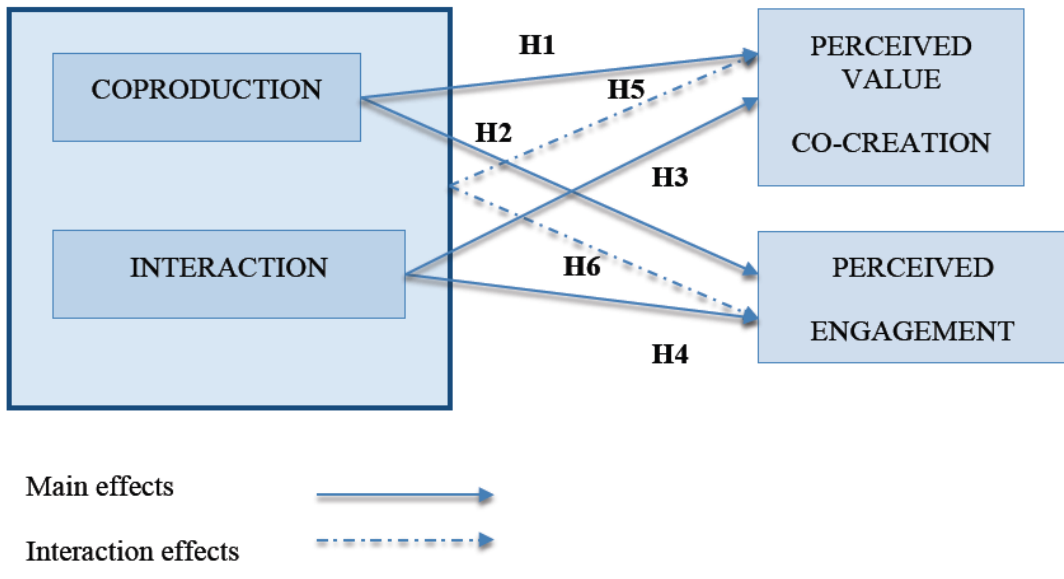 H1
PERCEIVED
VALUE
COPRODUCTION
H5
H2
CO-CREATION
H3
INTERACTION
H6
PERCEIVED
ENGAGEMENT
H4
Main effects
Interaction effects